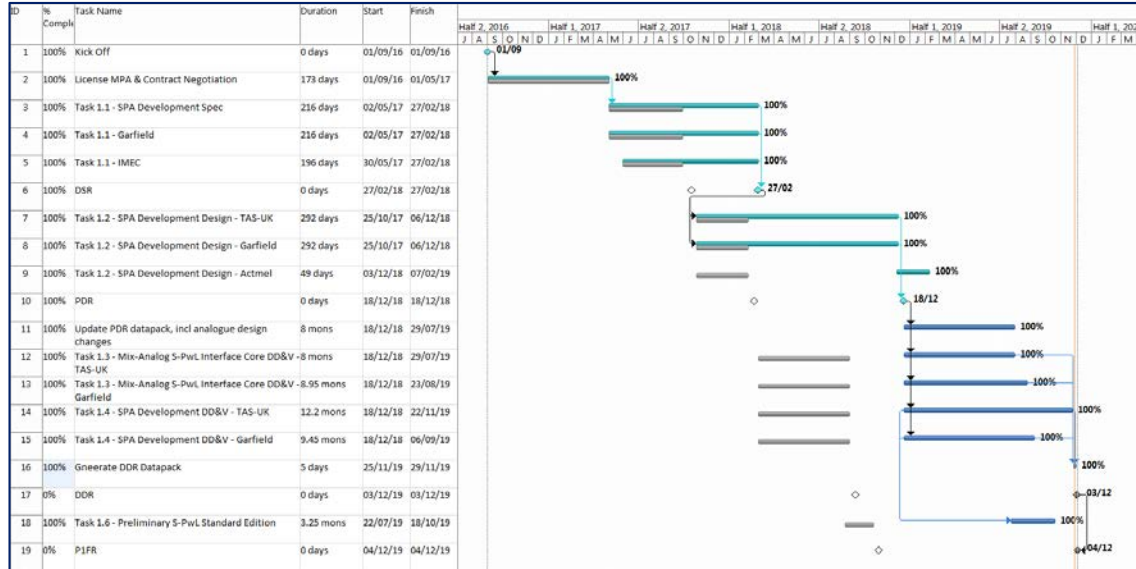 ID % Comple Task Name Duration Start Finish
Half 2, 2016 Half 1, 2017 Half 2, 2017 Half 1, 2018 Half 2, 2018 Half 1, 2019 Half 2, 2019 Half 1, 202
J A S O N D J F M A M J J A S O N D J F M A M J J A S O N D J F M A M J J A S O N D J F M
1 100% Kick Off 0 days 01/09/16 01/09/16 01/09
2 100% License MPA & Contract Negotiation 173 days 01/09/16 01/05/17 100%
3 100% Task 1.1 - SPA Development Spec 216 days 02/05/17 27/02/18 100%
4 100% Task 1.1 - Garfield 216 days 02/05/17 27/02/18 100%
5 100% Task 1.1 - IMEC 196 days 30/05/17 27/02/18 100%
6 100% DSR 0 days 27/02/18 27/02/18 27/02
7 100% Task 1.2 - SPA Development Design - TAS-UK 292 days 25/10/17 06/12/18 100%
8 100% Task 1.2 - SPA Development Design - Garfield 292 days 25/10/17 06/12/18 100%
9 100% Task 1.2 - SPA Development Design - Actmel 49 days 03/12/18 07/02/19 100%
10 100% PDR 0 days 18/12/18 18/12/18 18/12
11 100% Update PDR datapack, incl analogue design changes 8 mons 18/12/18 29/07/19 100%
12 100% Task 1.3 - Mix-Analog S-PwL Interface Core DD&V - TAS-UK 8 mons 18/12/18 29/07/19 100%
13 100% Task 1.3 - Mix-Analog S-PwL Interface Core DD&V - Garfield 8.95 mons 18/12/18 23/08/19 100%
14 100% Task 1.4 - SPA Development DD&V - TAS-UK 12.2 mons 18/12/18 22/11/19 100%
15 100% Task 1.4 - SPA Development DD&V - Garfield 9.45 mons 18/12/18 06/09/19 100%
16 100% Gneerate DDR Datapack 5 days 25/11/19 29/11/19 100%
17 0% DDR 0 days 03/12/19 03/12/19 03/12
18 100% Task 1.6 - Preliminary S-PwL Standard Edition 3.25 mons 22/07/19 18/10/19 100%
19 0% P1FR 0 days 04/12/19 04/12/19 04/12